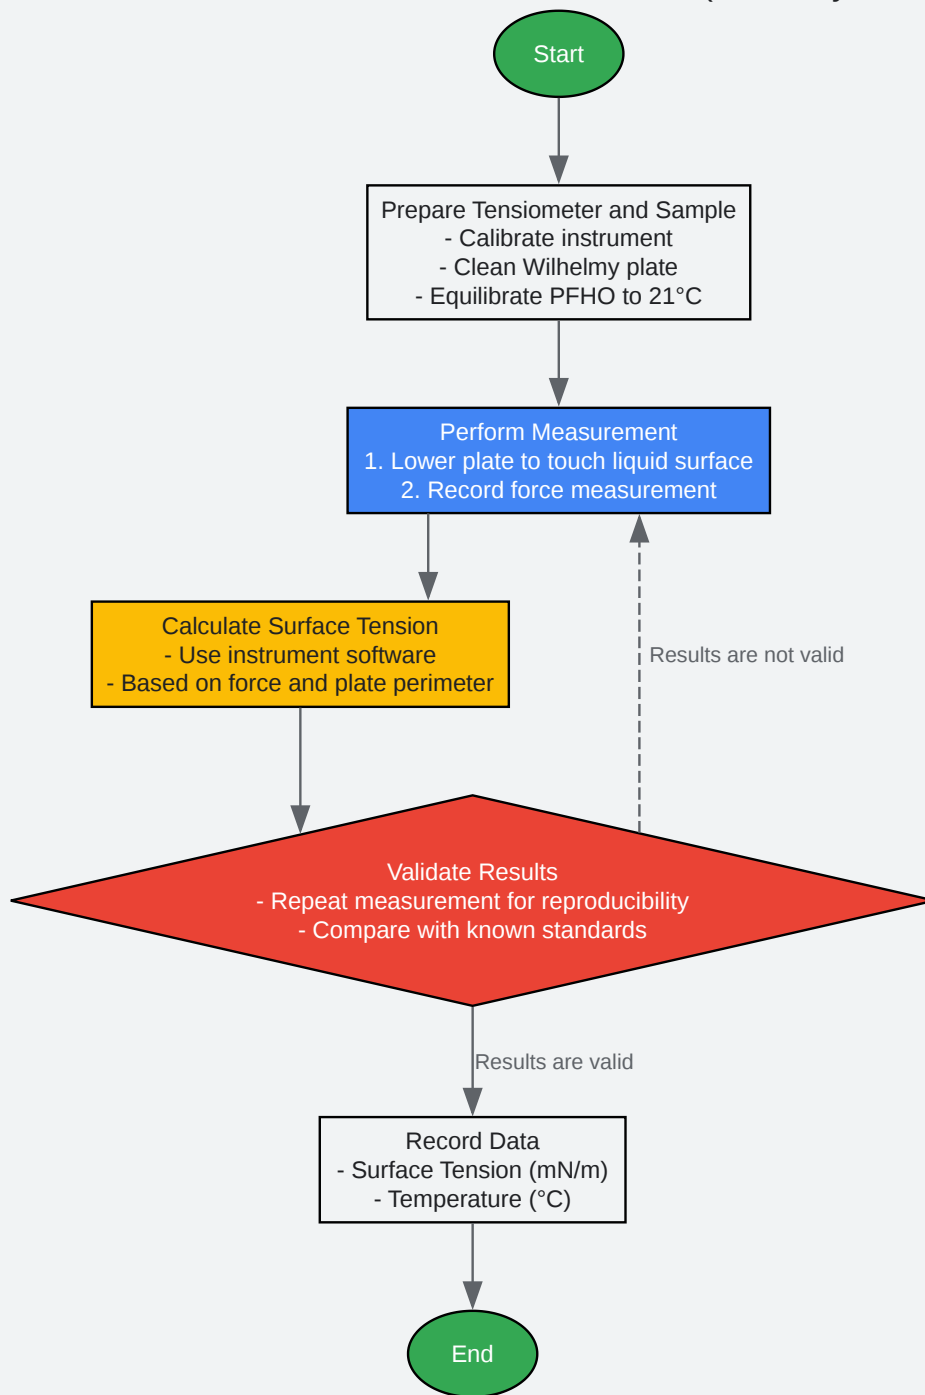 Start
Prepare Tensiometer and Sample
- Calibrate instrument
- Clean Wilhelmy plate
- Equilibrate PFHO to 21°C
Perform Measurement
1. Lower plate to touch liquid surface
2. Record force measurement
Calculate Surface Tension
- Use instrument software
- Based on force and plate perimeter
Results are not valid
Validate Results
- Repeat measurement for reproducibility
- Compare with known standards
Results are valid
Record Data
- Surface Tension (mN/m)
- Temperature (°C)
End